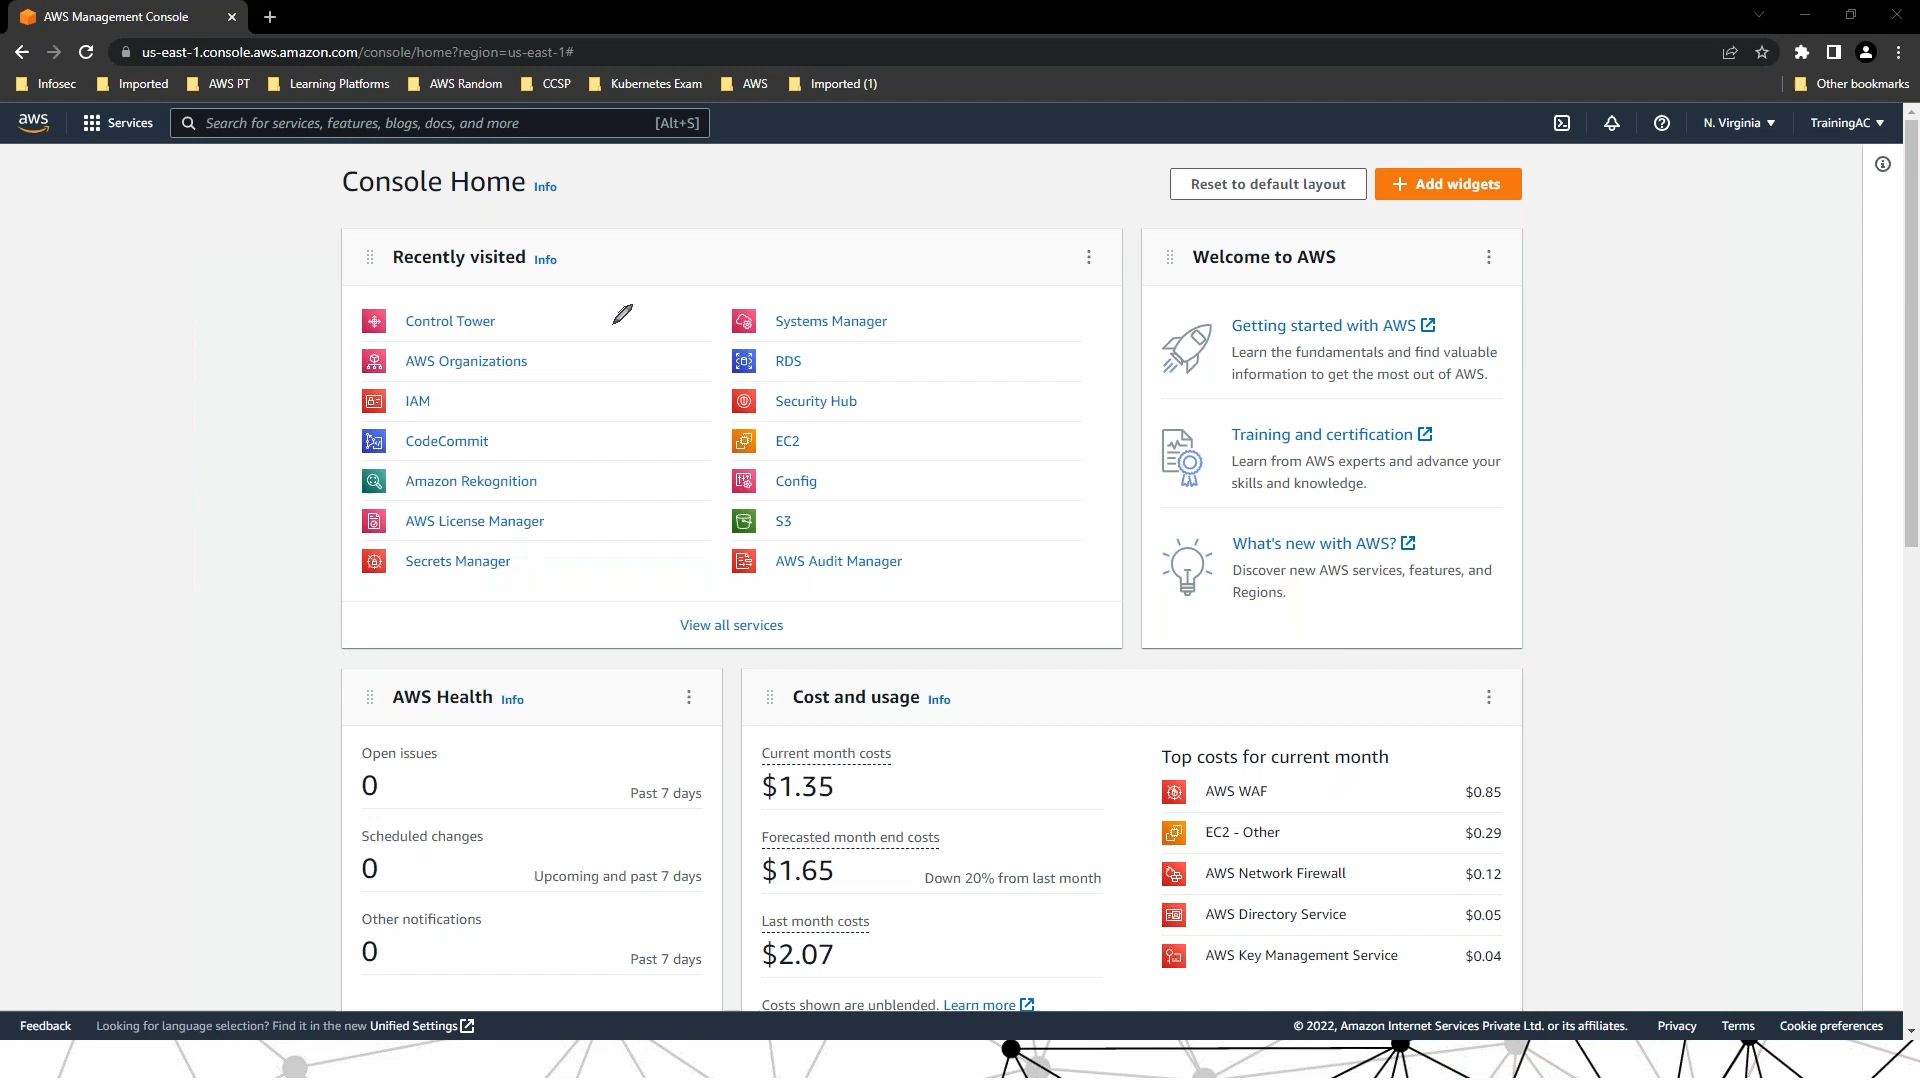 AWS Management Console
us-east-1.console.aws.amazon.com/console/home?region=us-east-1#
Infosec
Imported
AWS PT
Learning Platforms
AWS Random
CCSP
Kubernetes Exam
AWS
Imported (1)
Other bookmarks
aws
Services
Search for services, features, blogs, docs, and more
[Alt+S]
N. Virginia
TrainingAC
Console Home Info
Reset to default layout
Add widgets
Recently visited Info
Control Tower
AWS Organizations
IAM
CodeCommit
Amazon Rekognition
AWS License Manager
Secrets Manager
Systems Manager
RDS
Security Hub
EC2
Config
S3
AWS Audit Manager
View all services
Welcome to AWS
Getting started with AWS
Learn the fundamentals and find valuable
information to get the most out of AWS.
Training and certification
Learn from AWS experts and advance your
skills and knowledge.
What's new with AWS?
Discover new AWS services, features, and
Regions.
AWS Health Info
Open issues
0
Past 7 days
Scheduled changes
0
Upcoming and past 7 days
Other notifications
0
Past 7 days
Cost and usage Info
Current month costs
$1.35
Forecasted month end costs
$1.65
Down 20% from last month
Last month costs
$2.07
Costs shown are unblended. Learn more
Top costs for current month
AWS WAF $0.85
EC2 - Other $0.29
AWS Network Firewall $0.12
AWS Directory Service $0.05
AWS Key Management Service $0.04
Feedback
Looking for language selection? Find it in the new Unified Settings
© 2022, Amazon Internet Services Private Ltd. or its affiliates.
Privacy
Terms
Cookie preferences